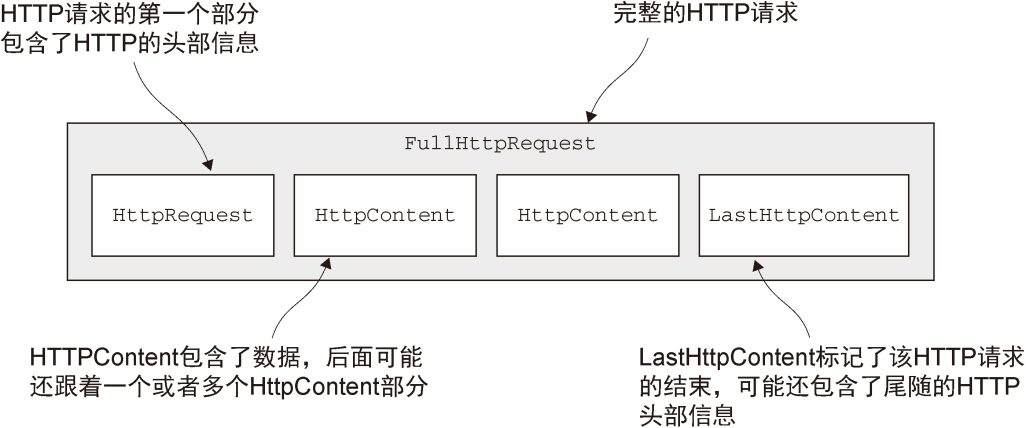 HTTP请求的第一个部分
包含了HTTP的头部信息
完整的HTTP请求
FullHttpRequest
HttpRequest
HttpContent
HttpContent
LastHttpContent
HTTPContent包含了数据，后面可能
还跟着一个或者多个HttpContent部分
LastHttpContent标记了该HTTP请求
的结束，可能还包含了尾随的HTTP
头部信息